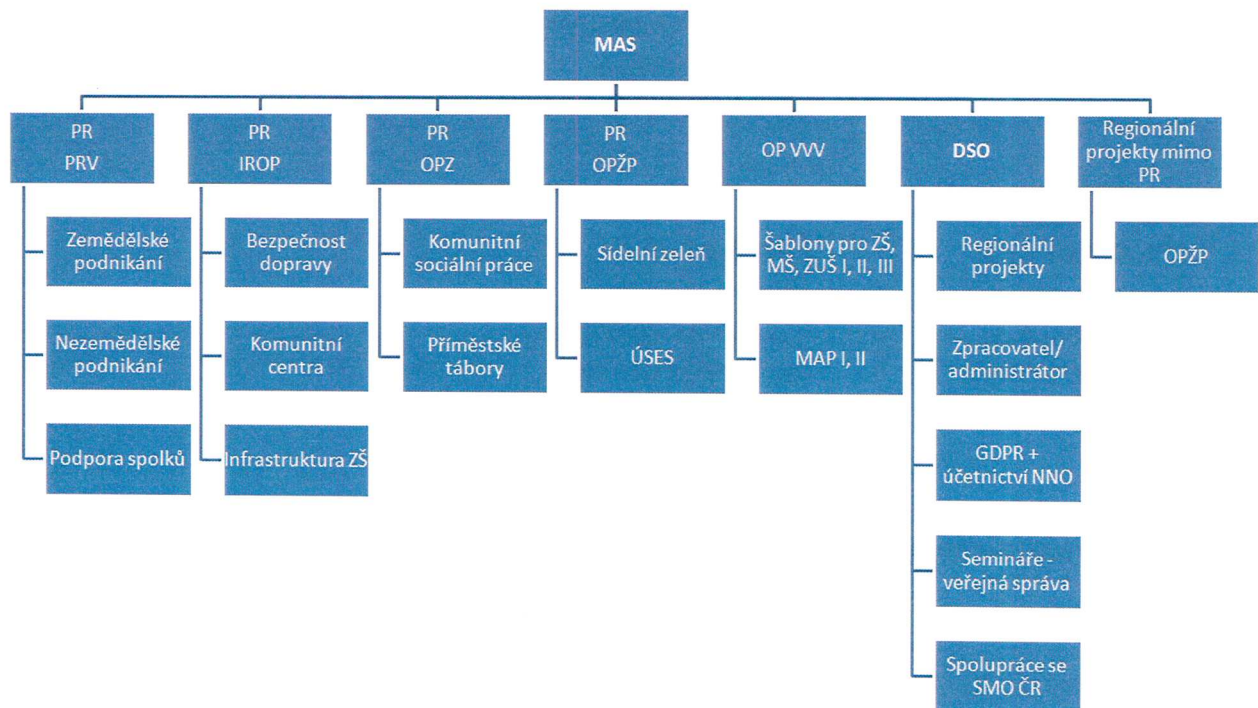 MAS
PR
PRV
PR
IROP
PR
OPZ
PR
OPŽP
OP VVV
DSO
Regionální
projekty mimo
PR
Zemědělské
podnikání
Nezemědělské
podnikání
Podpora spolků
Bezpečnost
dopravy
Komunitní
centra
Infrastruktura ZŠ
Komunitní
sociální práce
Příměstské
tábory
Sídelní zeleň
ÚSES
Šablony pro ZŠ,
MŠ, ZUŠ I, II, III
MAP I, II
Regionální
projekty
Zpracovatel/
administrátor
GDPR +
účetnictví NNO
Semináře -
veřejná správa
Spolupráce se
SMO ČR
OPŽP